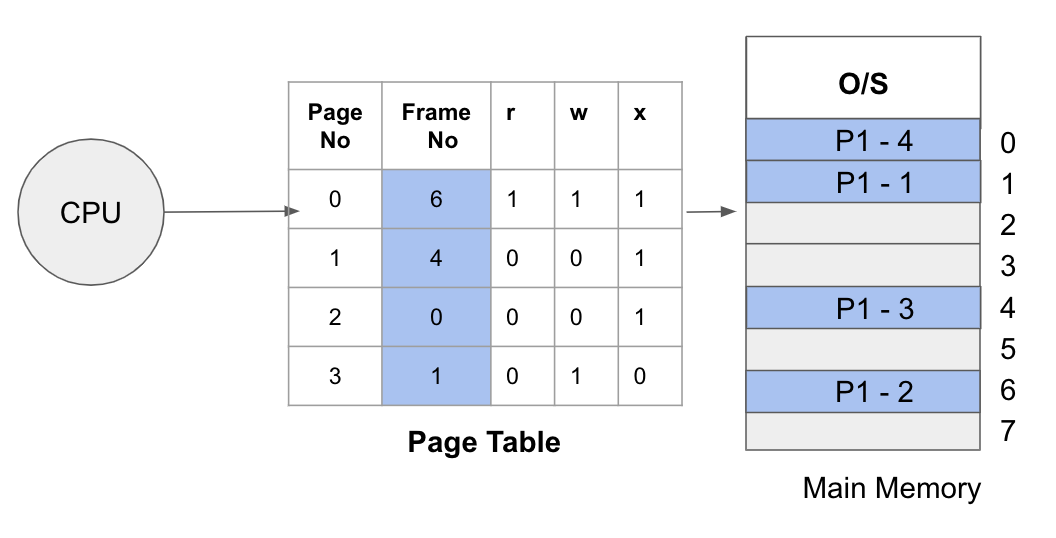 CPU
Page No Frame No r w x
0 6 1 1 1
1 4 0 0 1
2 0 0 0 1
3 1 0 1 0
Page Table
O/S
P1 - 4 0
P1 - 1 1
2
3
P1 - 3 4
5
P1 - 2 6
7
Main Memory